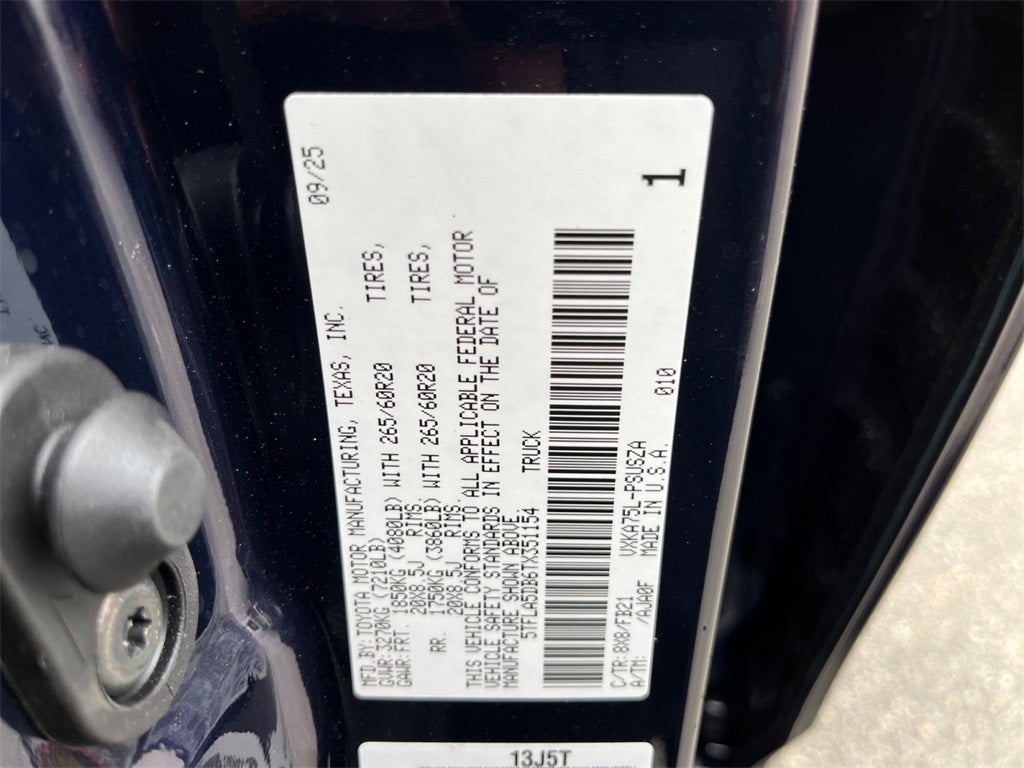 MFD.BY:TOYOTA MOTOR MANUFACTURING, TEXAS, INC. 09/25
GVWR:3270KG (7210LB)
GAWR:FRT. 1850KG (4080LB) WITH 265/60R20 TIRES,
20X8.5J RIMS
RR. 1750KG (3860LB) WITH 265/60R20 TIRES,
20X8.5J RIMS.
THIS VEHICLE CONFORMS TO ALL APPLICABLE FEDERAL MOTOR
VEHICLE SAFETY STANDARDS IN EFFECT ON THE DATE OF
MANUFACTURE SHOWN ABOVE.
5TFLA5DB6TX351154 TRUCK
C/TR:8X8/FB21 VXKA75L-PSUSZA 010 1
A/TM: /AJA0F MADE IN U.S.A.
13J5T